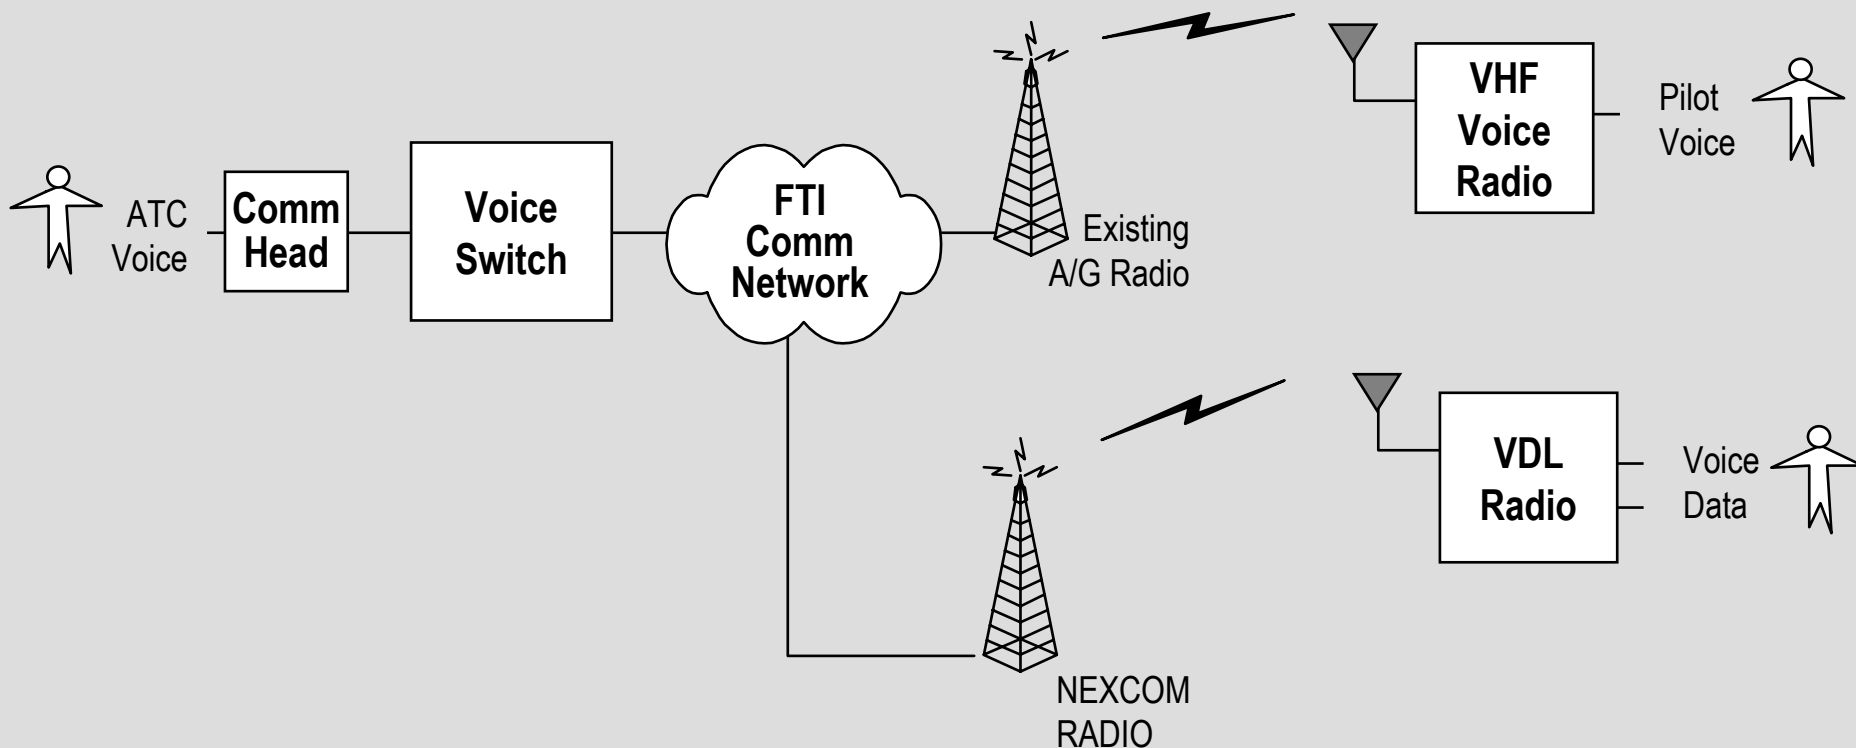 ATC
Voice
Comm
Head
Voice
Switch
FTI
Comm
Network
Existing
A/G Radio
VHF
Voice
Radio
Pilot
Voice
NEXCOM
RADIO
VDL
Radio
Voice
Data